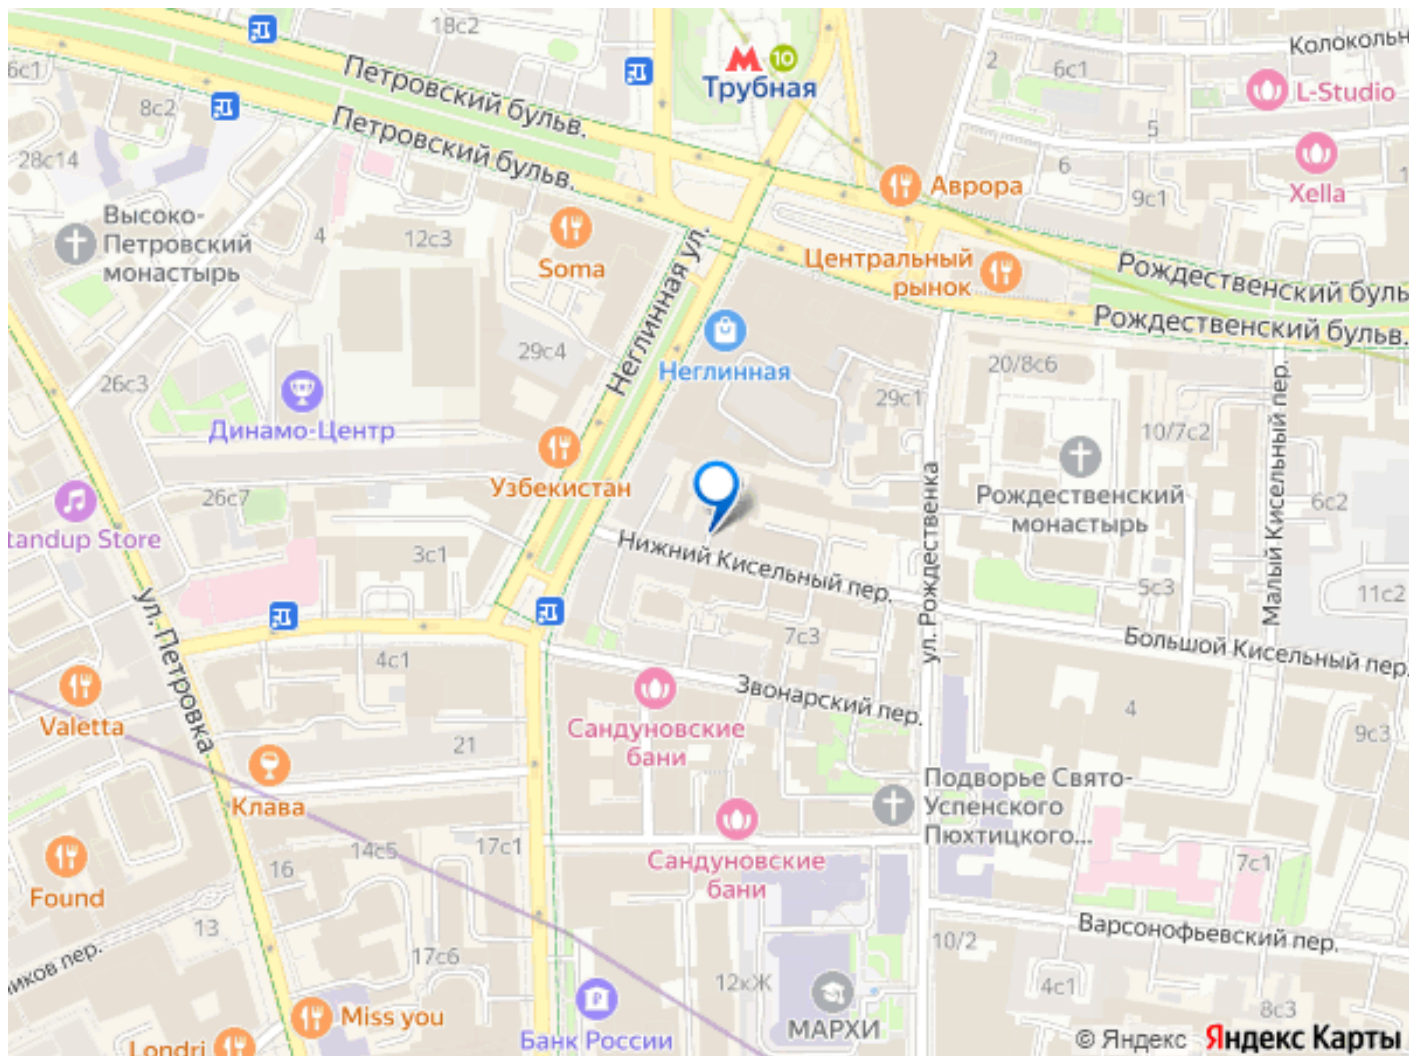 18с2
Колокольн
6с1
2
6с1
М 10
Трубная
L-Studio
8с2
Петровский бульв.
Петровский бульв.
5
28с14
6
Xella
1
Аврора
9с1
Высоко-
Петровский
монастырь
4
12с3
Soma
Центральный
рынок
Рождественский буль
Рождественский бульв.
Неглинная ул.
29с4
Неглинная
20/8с6
26с3
29с1
Динамо-Центр
10/7с2
Малый Кисельный пер.
Узбекистан
26с7
Рождественский
монастырь
6с2
tandup Store
3с1
Нижний Кисельный пер.
ул. Рождественка
5с3
11с2
ул. Петровка
7с3
Большой Кисельный пер.
4с1
Valetta
Звонарский пер.
4
Сандуновские
бани
21
9с3
Клава
Подворье Свято-
Успенского
Пюхтицкого...
14с5
17с1
16
Сандуновские
бани
7с1
Found
13
Варсонофьевский пер.
10/2
иков пер.
17с6
12кЖ
4с1
8с3
Miss you
МАРХИ
Банк России
Londri
© Яндекс Яндекс Карты